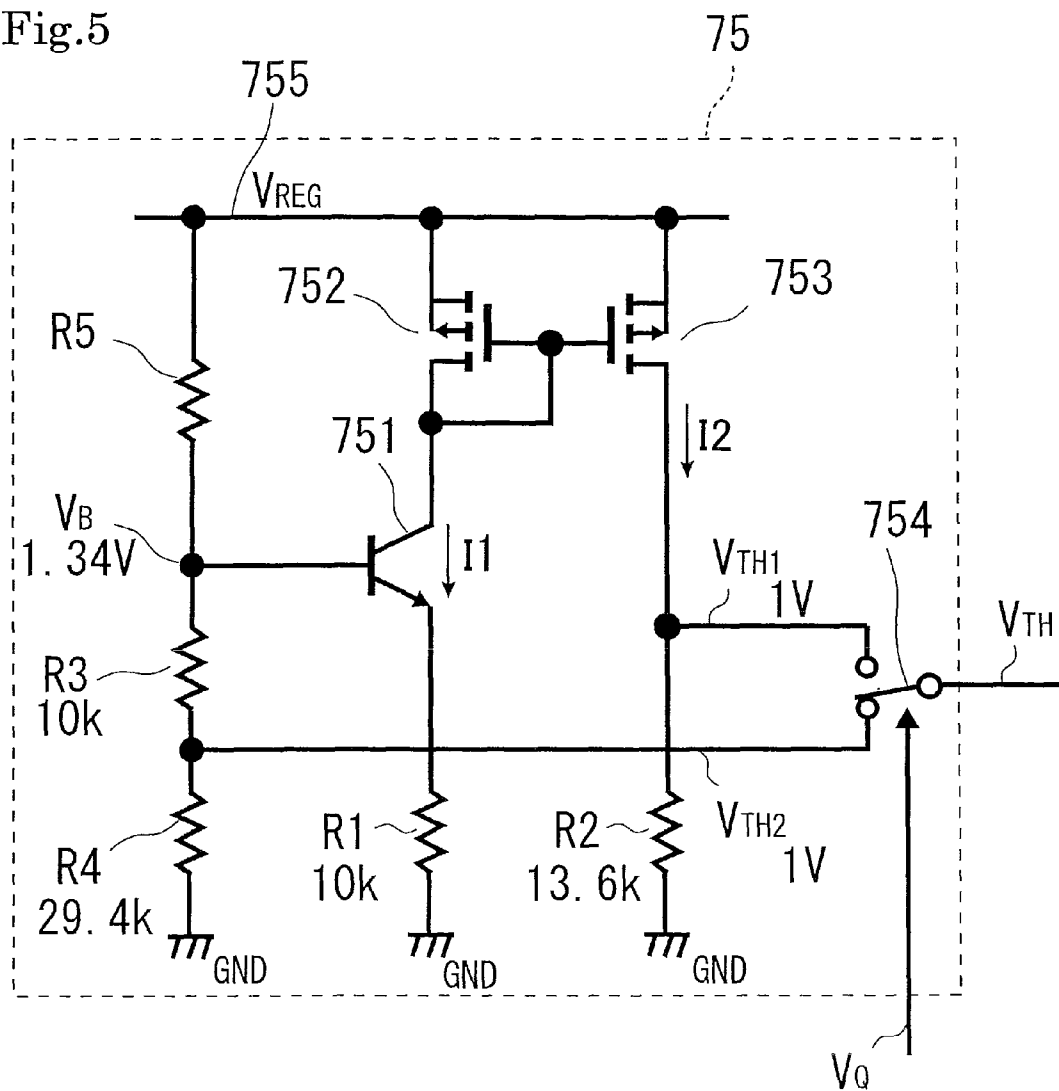 Fig.5
75
755
VREG
752
753
R5
751
I2
VB
1.34V
I1
754
VTH1
1V
VTH
R3
10k
R1
10k
R2
13.6k
VTH2
1V
R4
29.4k
GND
GND
GND
VQ